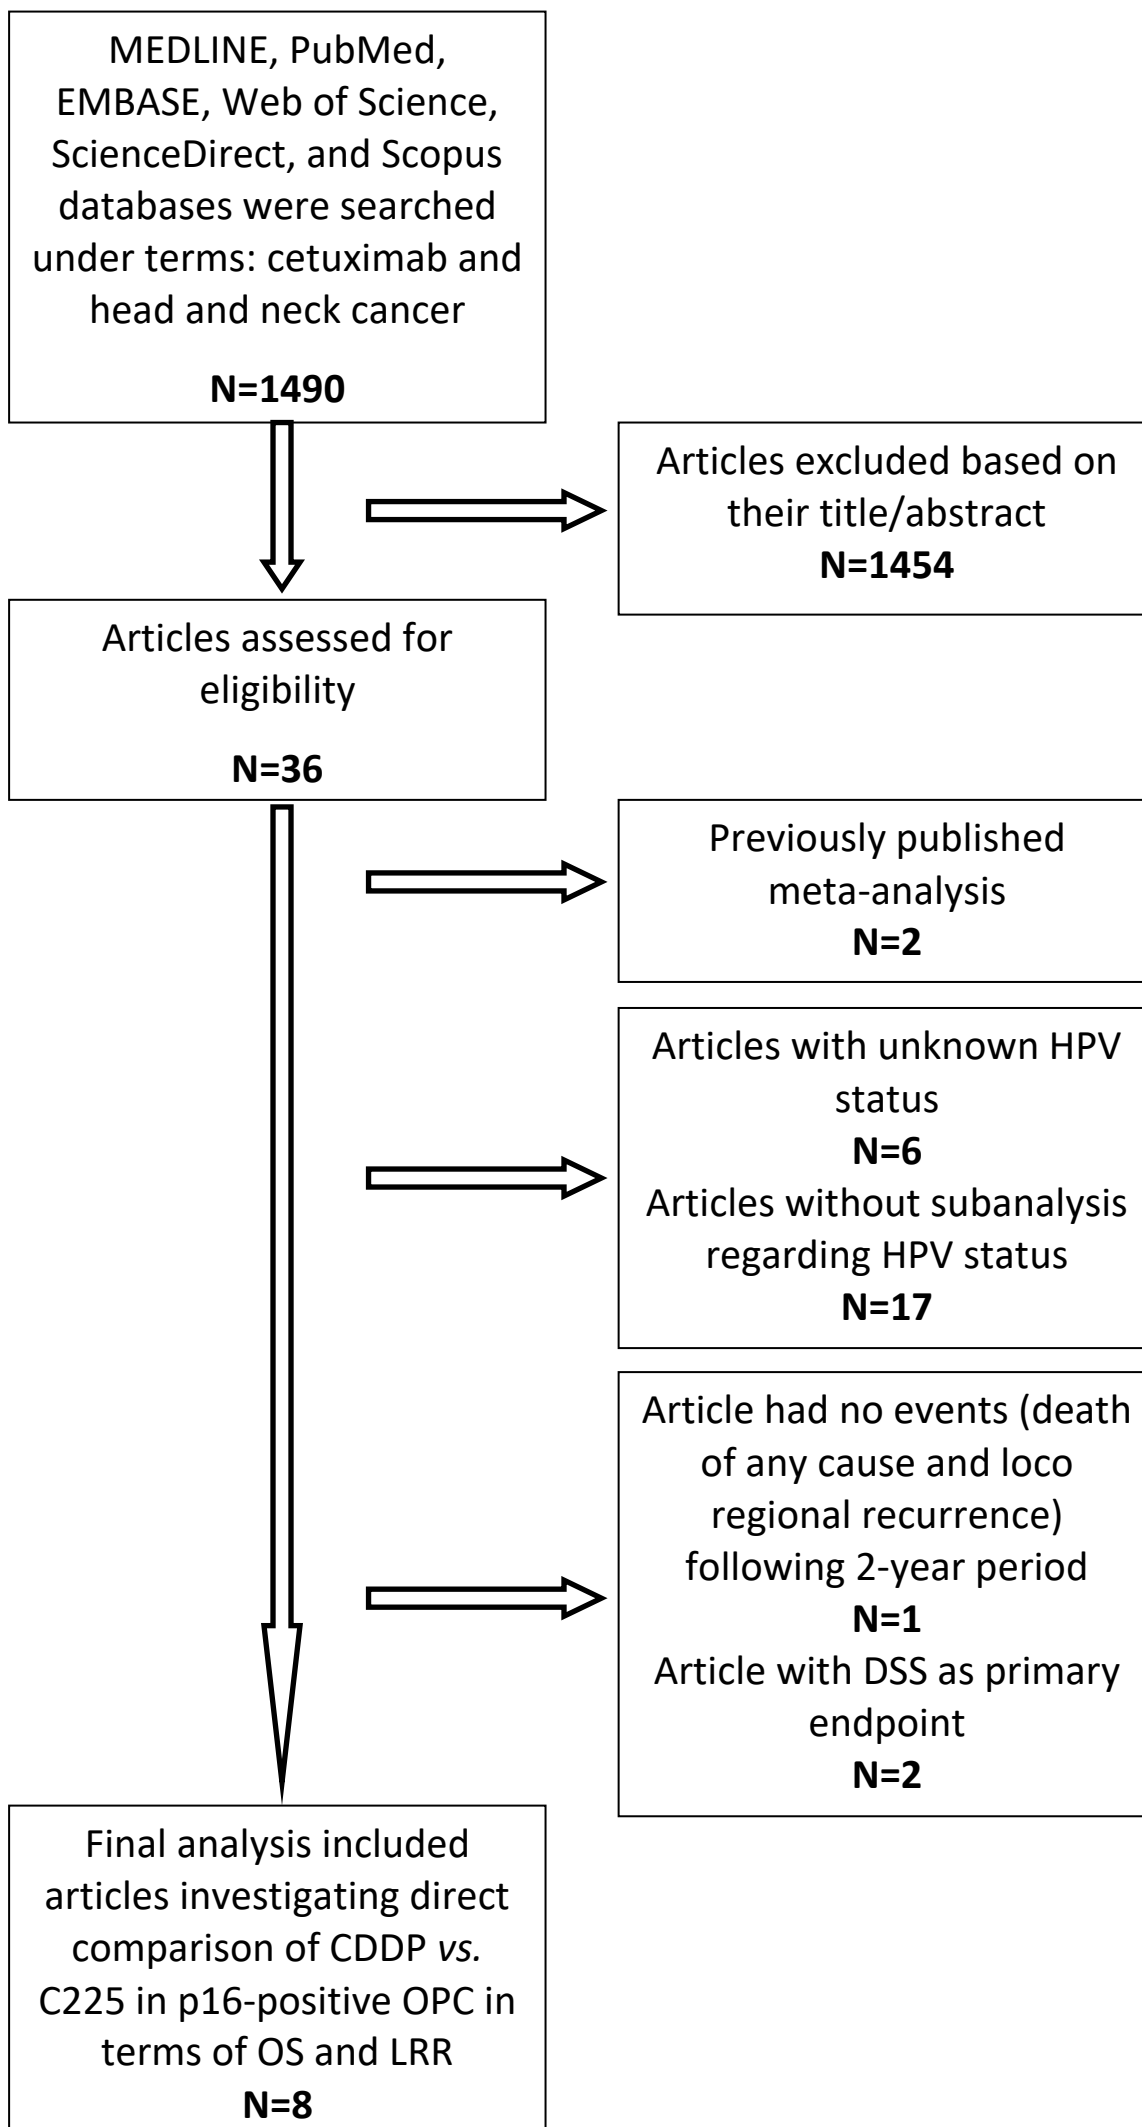 MEDLINE, PubMed,
EMBASE, Web of Science,
ScienceDirect, and Scopus
databases were searched
under terms: cetuximab and
head and neck cancer
N=1490
Articles excluded based on
their title/abstract
N=1454
Articles assessed for
eligibility
N=36
Previously published
meta-analysis
N=2
Articles with unknown HPV
status
N=6
Articles without subanalysis
regarding HPV status
N=17
Article had no events (death
of any cause and loco
regional recurrence)
following 2-year period
N=1
Article with DSS as primary
endpoint
N=2
Final analysis included
articles investigating direct
comparison of CDDP vs.
C225 in p16-positive OPC in
terms of OS and LRR
N=8